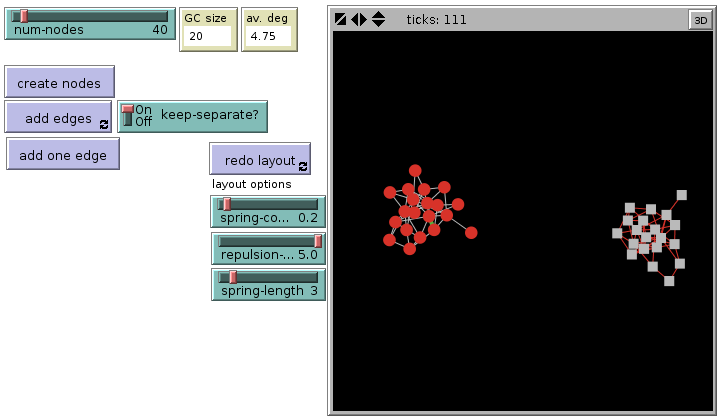 num-nodes 40
GC size
20
av. deg
4.75
ticks: 111
3D
create nodes
add edges
On
Off
keep-separate?
add one edge
redo layout
layout options
spring-co... 0.2
repulsion-... 5.0
spring-length 3